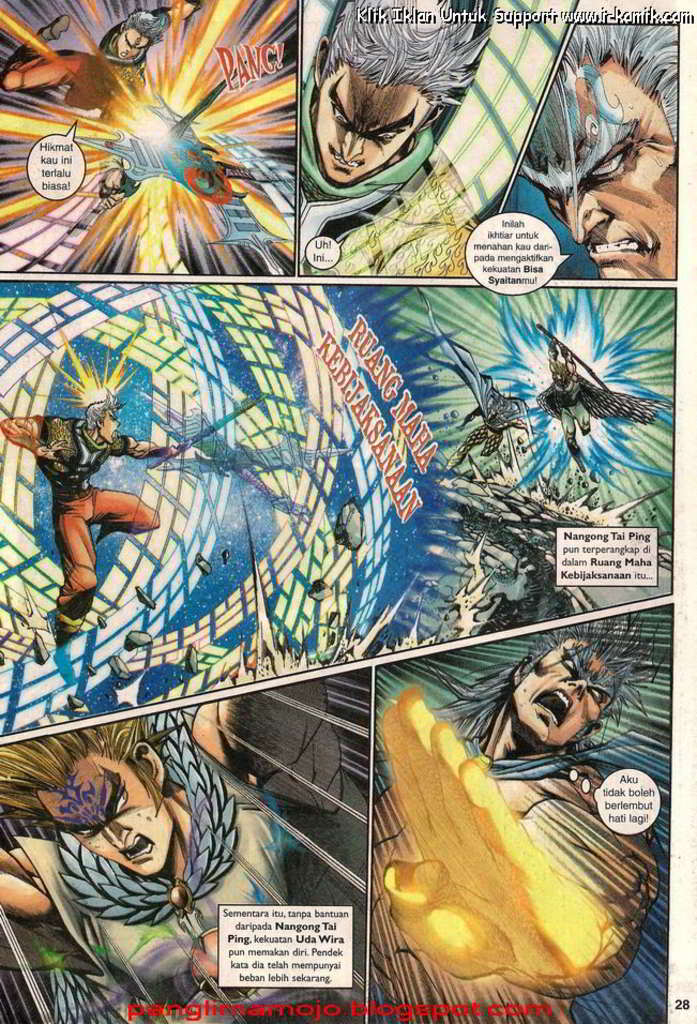 Klik Iklan Untuk Support www.ir-komik.com
PANG!
Hikmat
kau ini
terlalu
biasa!
Uh!
Ini...
Inilah
ikhtiar untuk
menahan kau dari-
pada mengaktifkan
kekuatan Bisa
Syaitanmu!
RUANG MAHA
KEBIJAKSANAAN
Nangong Tai Ping
pun terperangkap di
dalam Ruang Maha
Kebijaksanaan itu...
Aku
tidak boleh
berlembut
hati lagi!
Sementara itu, tanpa bantuan
daripada Nangong Tai
Ping, kekuatan Uda Wira
pun memakan diri. Pendek
kata dia telah mempunyai
beban lebih sekarang.
panglimamojo.blogspot.com
28